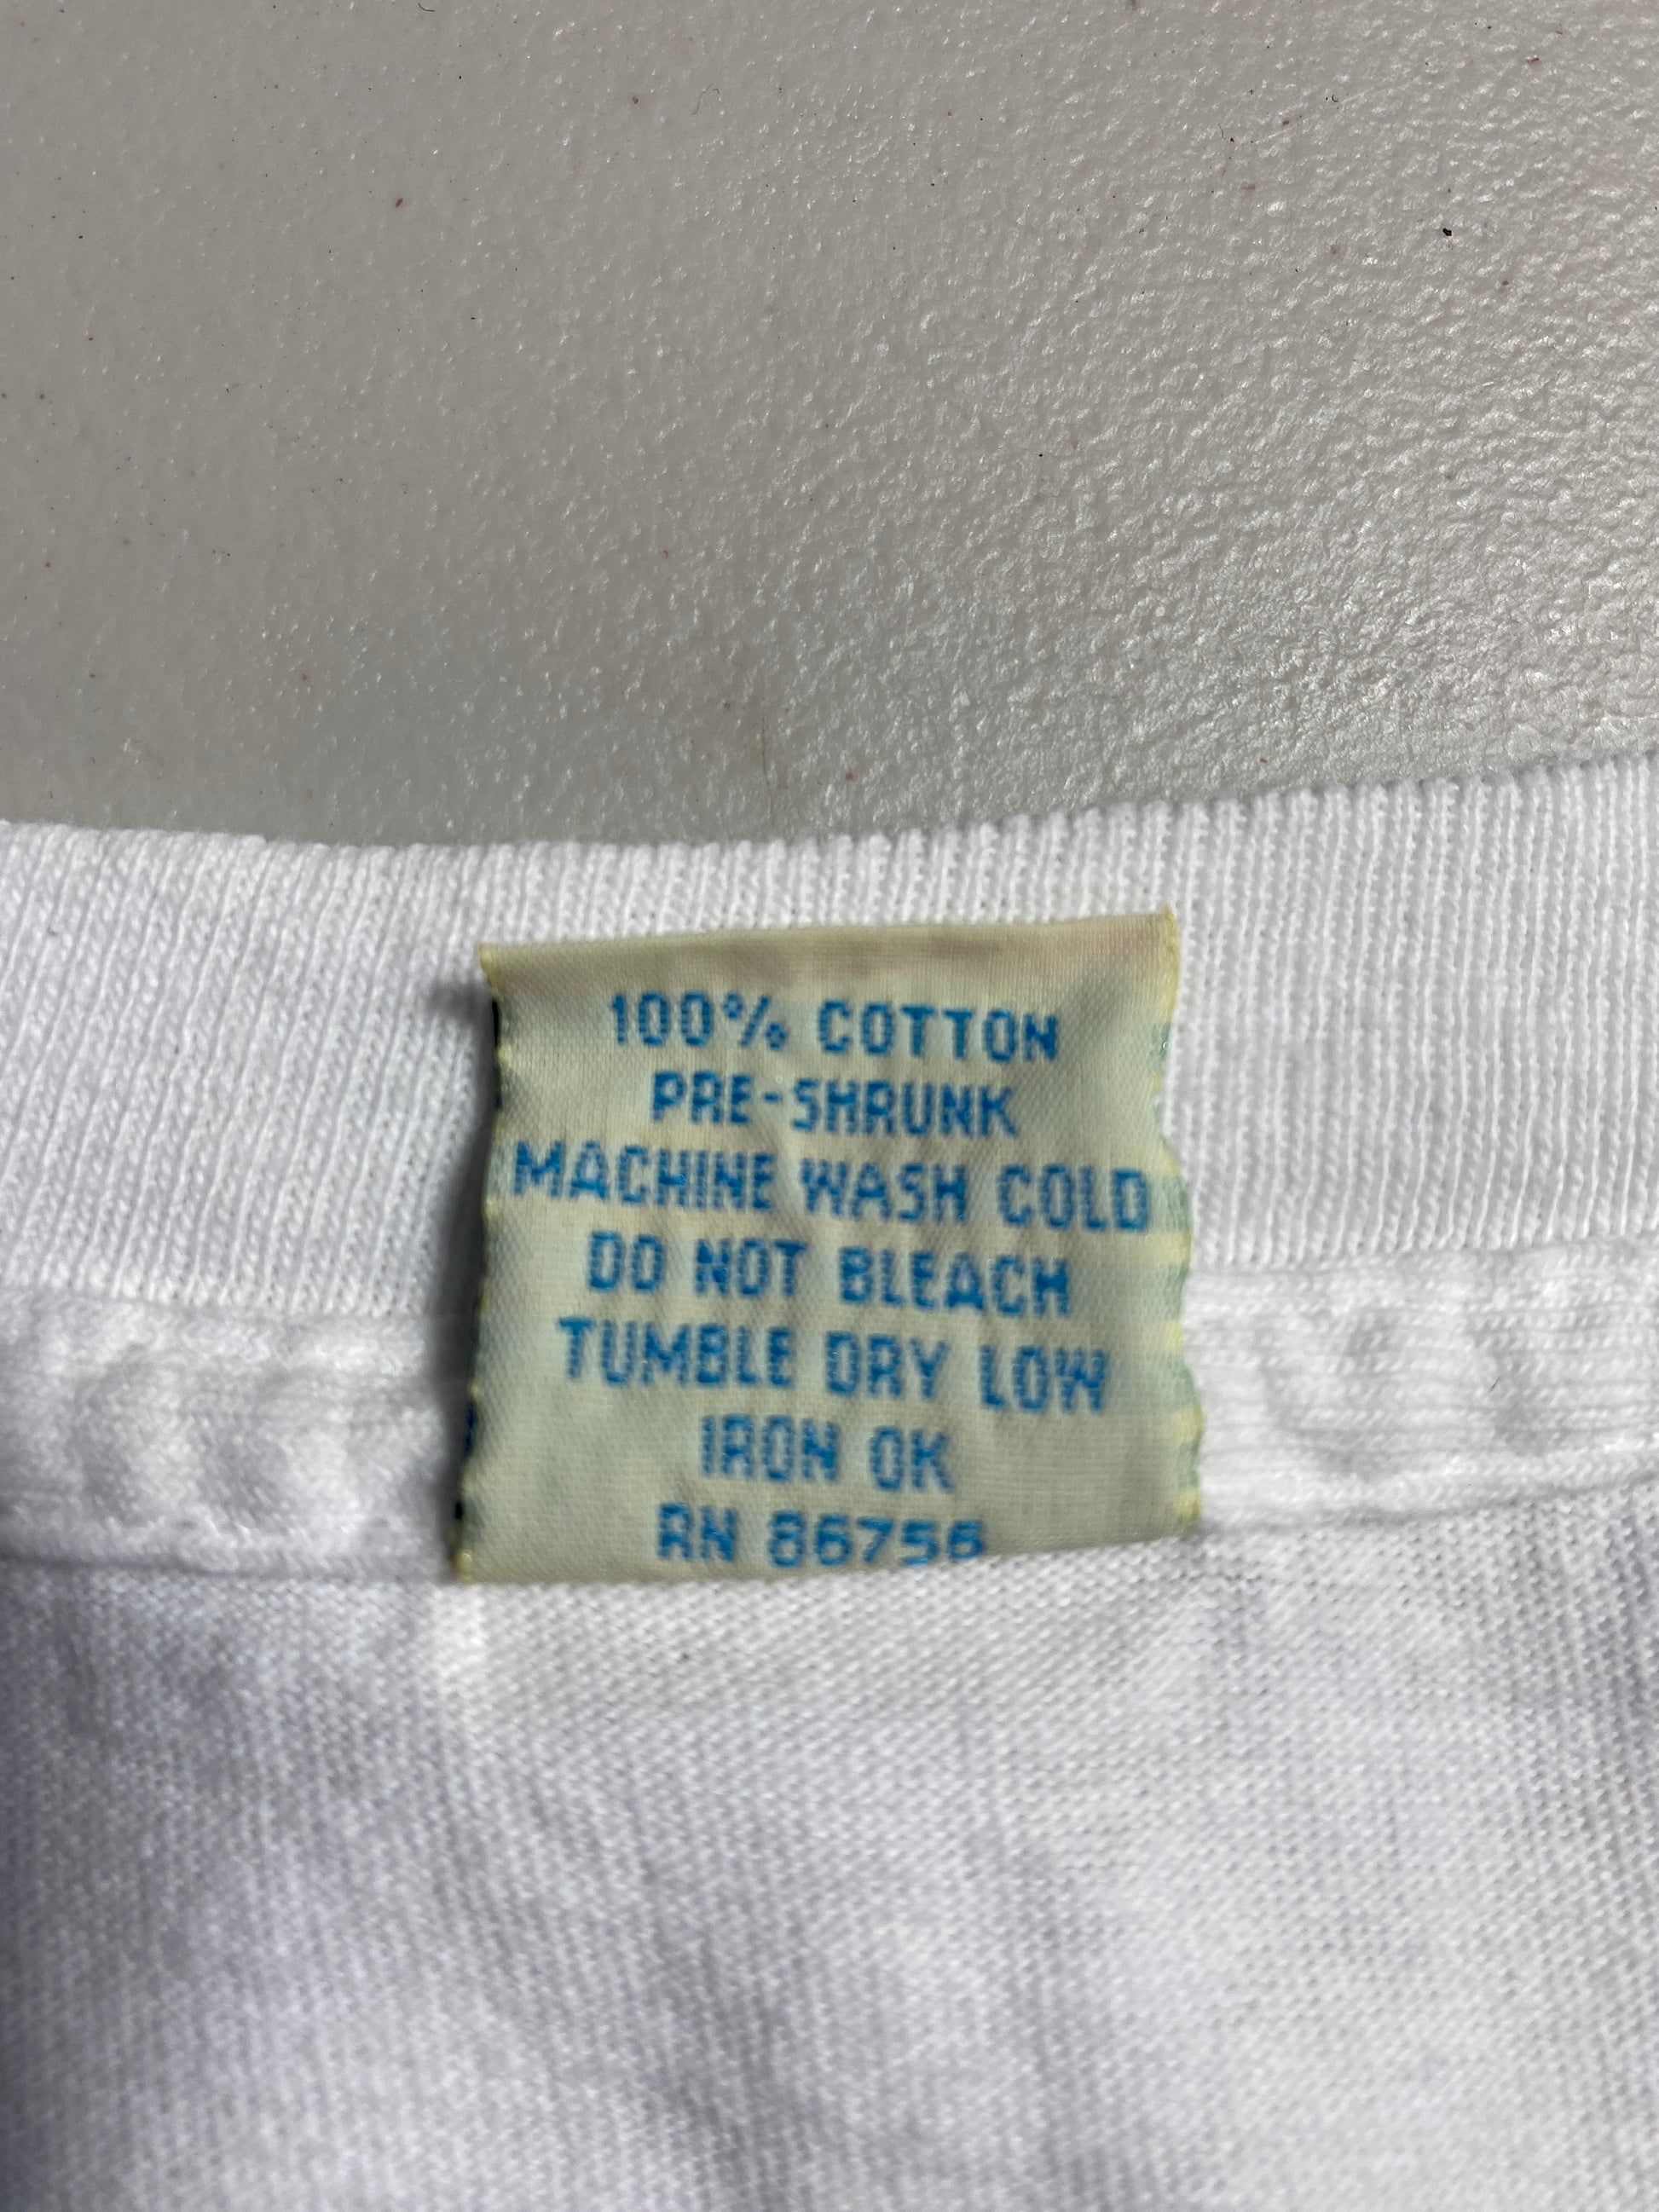 100% COTTON
PRE-SHRUNK
MACHINE WASH COLD
DO NOT BLEACH
TUMBLE DRY LOW
IRON OK
RN 86756